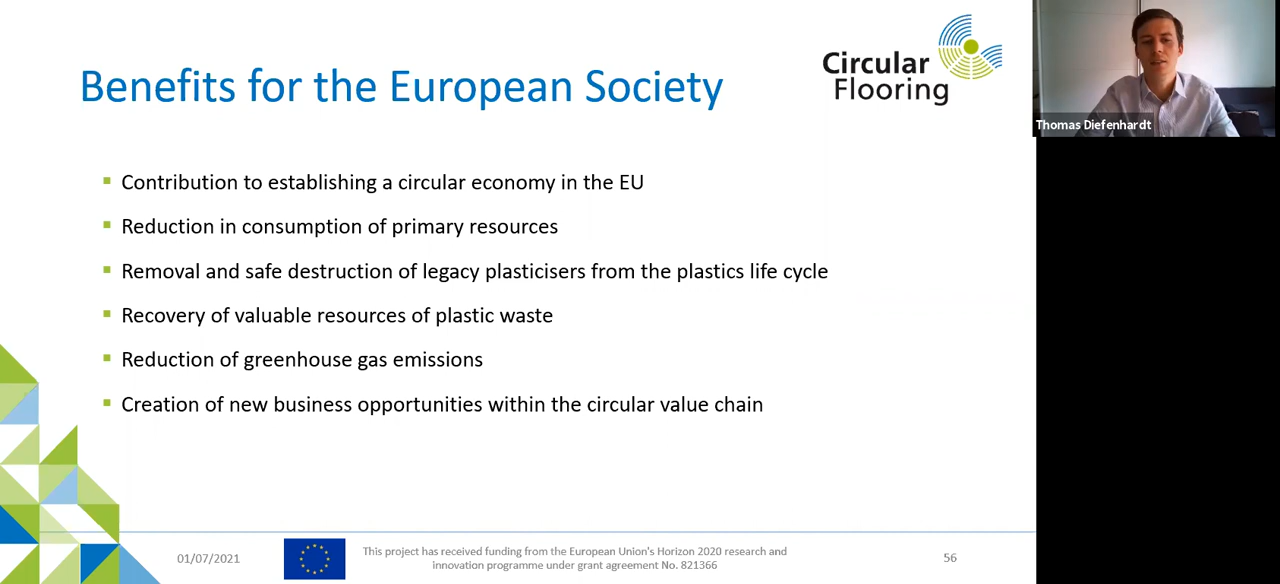 Benefits for the European Society
Circular
Flooring
Thomas Diefenhardt
Contribution to establishing a circular economy in the EU
Reduction in consumption of primary resources
Removal and safe destruction of legacy plasticisers from the plastics life cycle
Recovery of valuable resources of plastic waste
Reduction of greenhouse gas emissions
Creation of new business opportunities within the circular value chain
01/07/2021
This project has received funding from the European Union's Horizon 2020 research and
innovation programme under grant agreement No. 821366
56